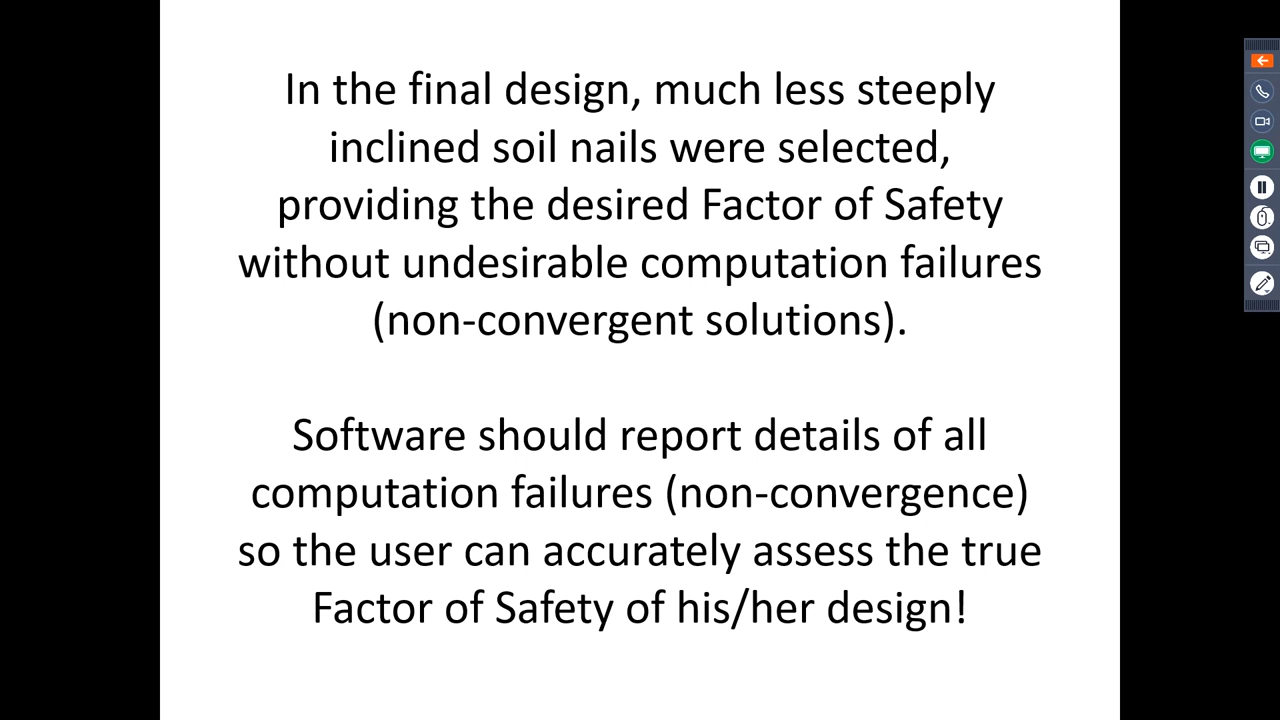 In the final design, much less steeply
inclined soil nails were selected,
providing the desired Factor of Safety
without undesirable computation failures
(non-convergent solutions).
Software should report details of all
computation failures (non-convergence)
so the user can accurately assess the true
Factor of Safety of his/her design!